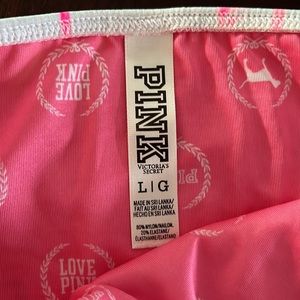 LOVE
PINK
PINK
VICTORIA'S
SECRET
L | G
MADE IN SRI LANKA/
FAIT AU SRI LANKA/
HECHO EN SRI LANKA
80% NYLON/NAILON,
20% ELASTANE/
ÉLASTHANNE/ELASTANO
LOVE
PINK